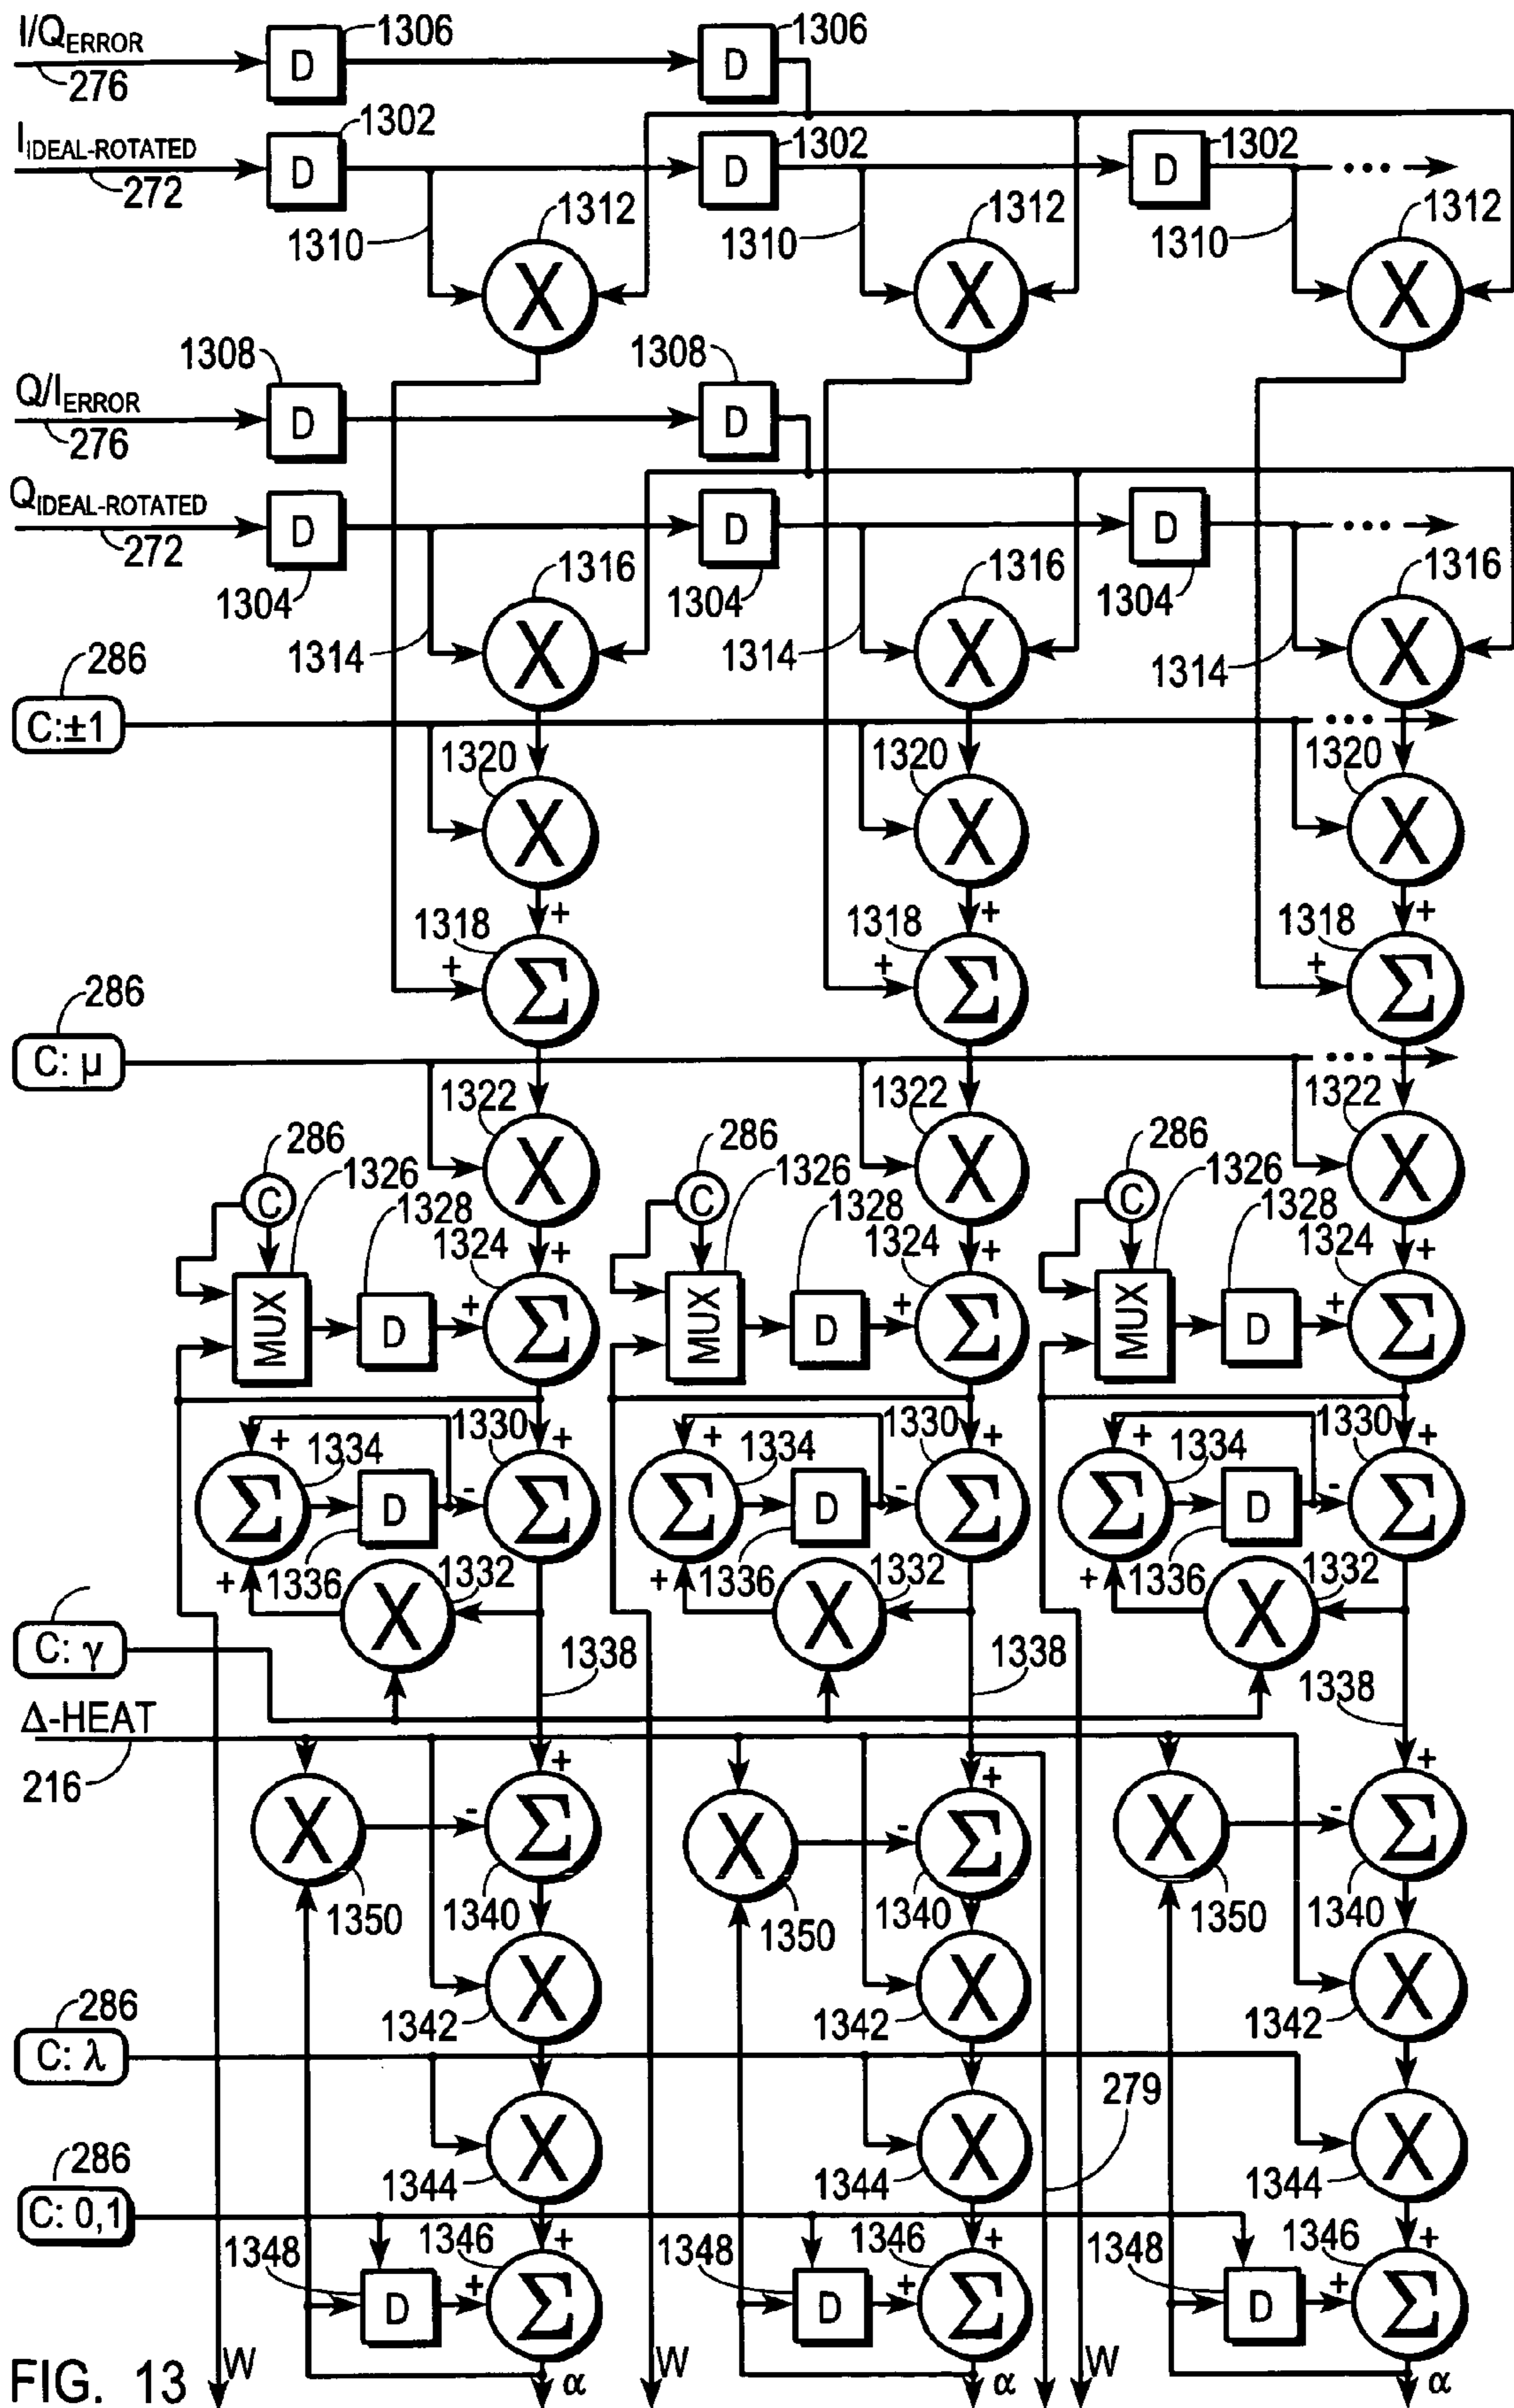 I/QERROR 1306 1306
D D
276
IIDEAL-ROTATED 1302 1302 1302
D D D ...
272
1310 1312 1310 1312 1310 1312
X X X
1308 1308
Q/IERROR
D D
276
QIDEAL-ROTATED
D D D ...
272
1304 1316 1304 1316 1304 1316
1314 X 1314 X 1314 X
286
C:±1 ...
1320 1320 1320
X X X
+ + +
1318 1318 1318
+ Σ + Σ + Σ
286
C: µ ...
1322 1322 1322
X X X
286 286 286
1326 1326 1326
C C C
1328 1328 1328
1324 + 1324 + 1324 +
MUX D + Σ MUX D + Σ MUX D + Σ
1330 + 1330 + 1330 +
+ 1334 + 1334 + 1334
Σ D - Σ Σ D - Σ Σ D - Σ
+ 1336 1332 + 1336 1332 + 1336 1332
X X X
C: γ
1338 1338 1338
Δ-HEAT
216
+ + +
X - Σ X - Σ X - Σ
1350 1340 1350 1340 1350 1340
X X X
1342 1342 1342
286
C: λ
279
X X X
1344 1344 1344
286
C: 0,1
1348 1346 + 1348 1346 + 1348 1346 +
D + Σ D + Σ D + Σ
FIG. 13 W α W α W α